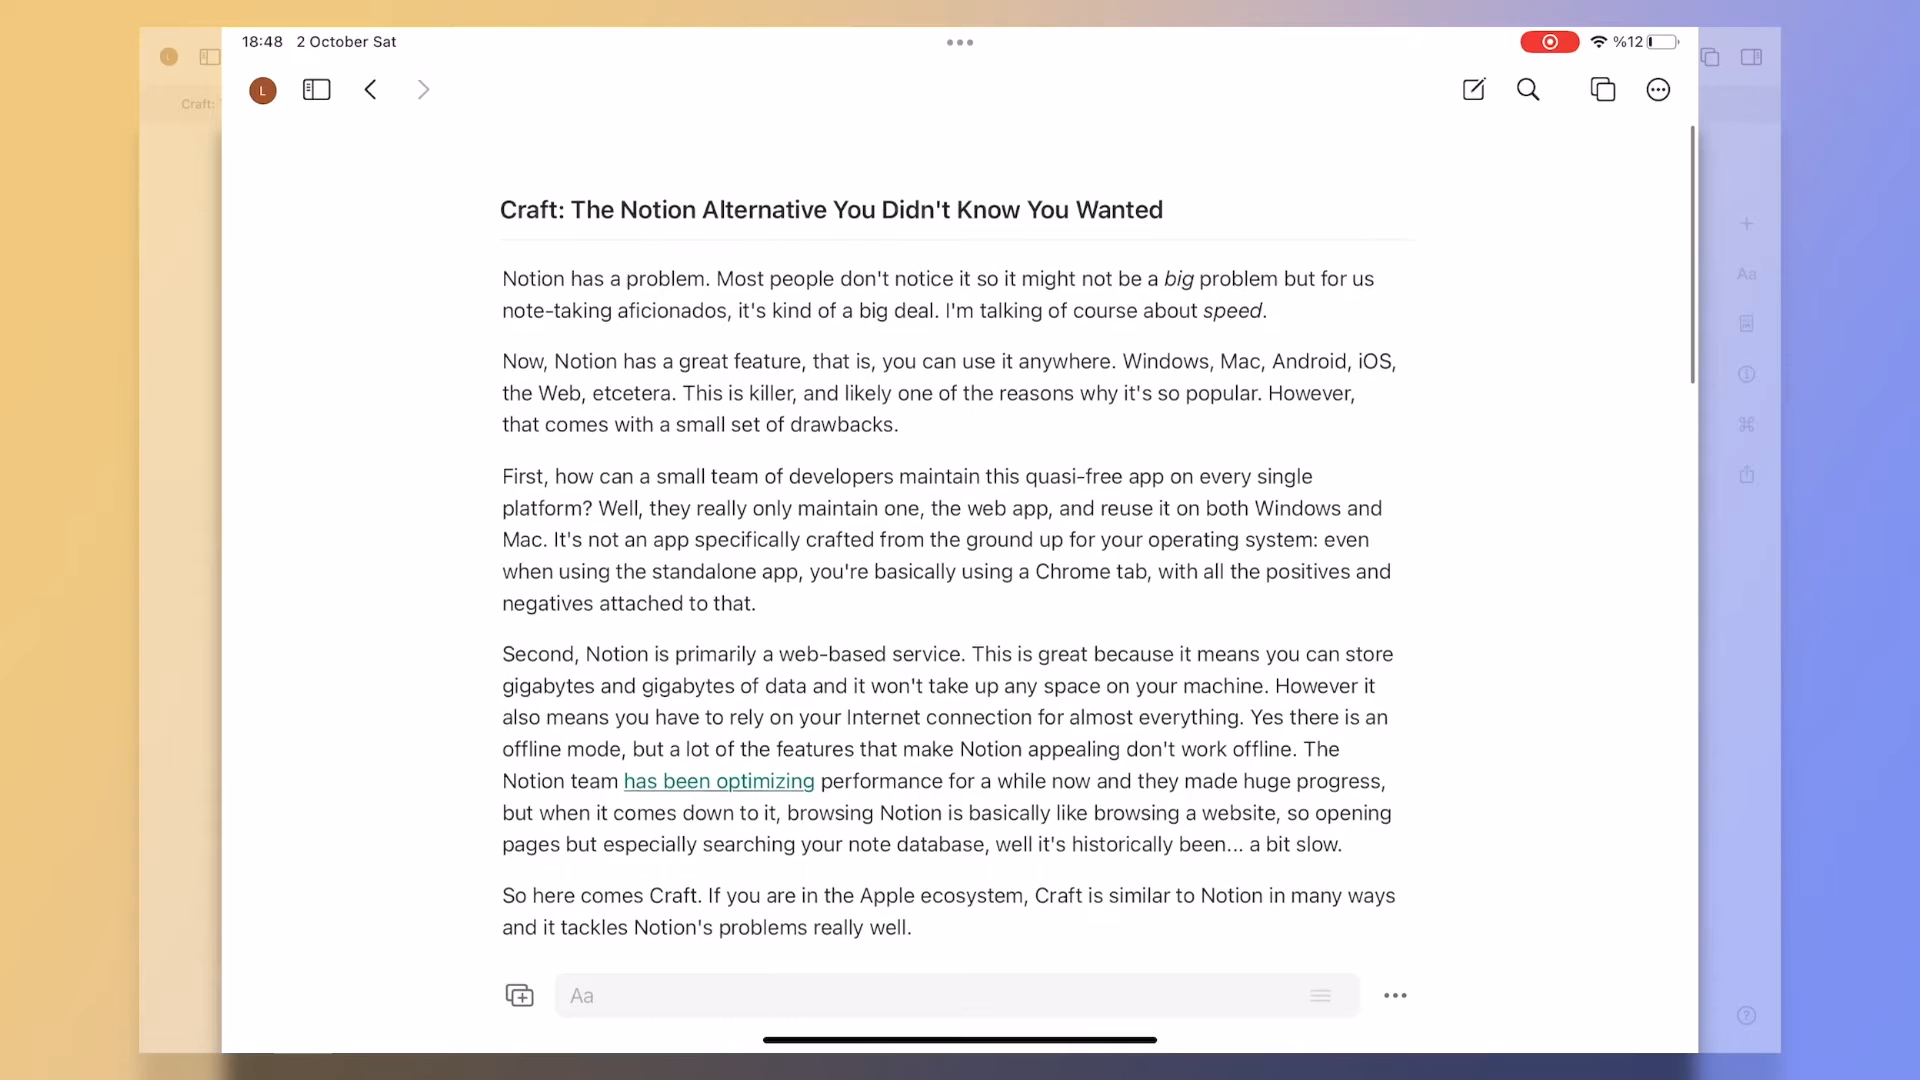 18:48 2 October Sat
%12
L
L
Craft:
Craft: The Notion Alternative You Didn't Know You Wanted
Notion has a problem. Most people don't notice it so it might not be a big problem but for us
note-taking aficionados, it's kind of a big deal. I'm talking of course about speed.
Now, Notion has a great feature, that is, you can use it anywhere. Windows, Mac, Android, iOS,
the Web, etcetera. This is killer, and likely one of the reasons why it's so popular. However,
that comes with a small set of drawbacks.
First, how can a small team of developers maintain this quasi-free app on every single
platform? Well, they really only maintain one, the web app, and reuse it on both Windows and
Mac. It's not an app specifically crafted from the ground up for your operating system: even
when using the standalone app, you're basically using a Chrome tab, with all the positives and
negatives attached to that.
Second, Notion is primarily a web-based service. This is great because it means you can store
gigabytes and gigabytes of data and it won't take up any space on your machine. However it
also means you have to rely on your Internet connection for almost everything. Yes there is an
offline mode, but a lot of the features that make Notion appealing don't work offline. The
Notion team has been optimizing performance for a while now and they made huge progress,
but when it comes down to it, browsing Notion is basically like browsing a website, so opening
pages but especially searching your note database, well it's historically been... a bit slow.
So here comes Craft. If you are in the Apple ecosystem, Craft is similar to Notion in many ways
and it tackles Notion's problems really well.
Aa
Aa